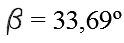 β = 33,69º